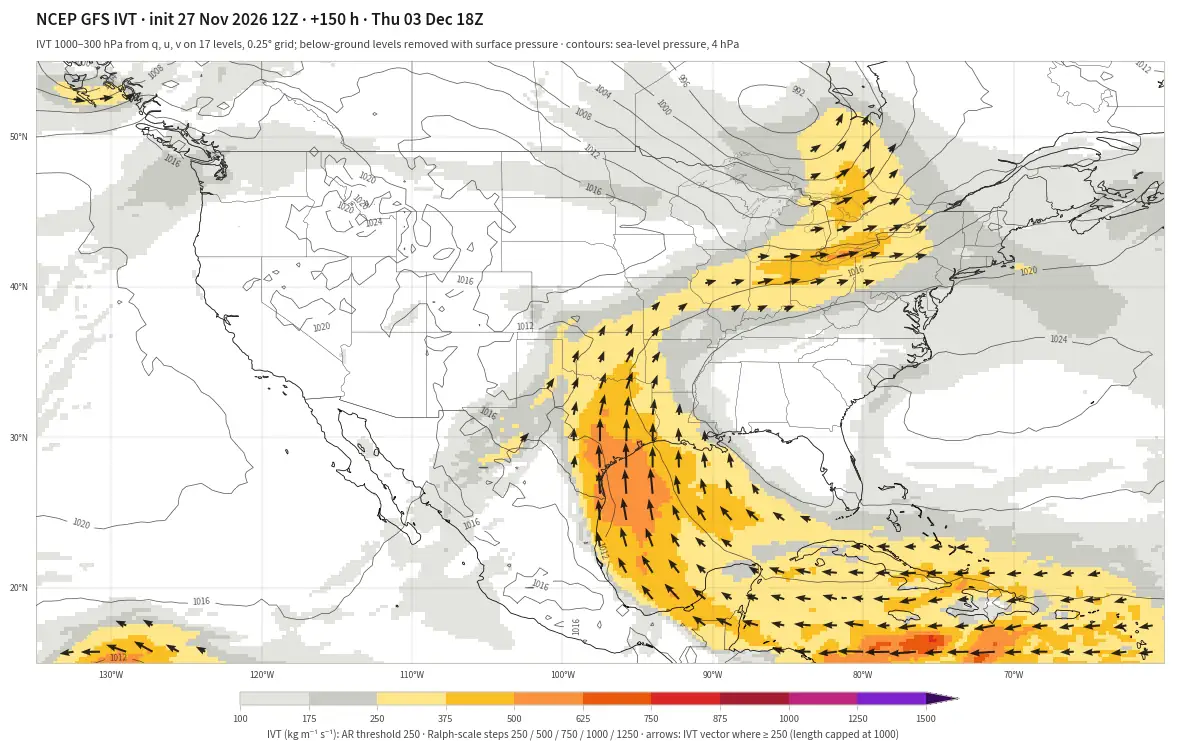 NCEP GFS IVT · init 27 Nov 2026 12Z · +150 h · Thu 03 Dec 18Z
IVT 1000–300 hPa from q, u, v on 17 levels, 0.25° grid; below-ground levels removed with surface pressure · contours: sea-level pressure, 4 hPa
1008
996
992
1012
1004
1000
1008
50°N
1012
1016
1020
1016
1020
1020
1024
1020
1016
1016
40°N
1020
1012
1024
1016
30°N
1020
1016
1012
1016
20°N
1016
1016
1012
130°W
120°W
110°W
100°W
90°W
80°W
70°W
100
175
250
375
500
625
750
875
1000
1250
1500
IVT (kg m⁻¹ s⁻¹): AR threshold 250 · Ralph-scale steps 250 / 500 / 750 / 1000 / 1250 · arrows: IVT vector where ≥ 250 (length capped at 1000)